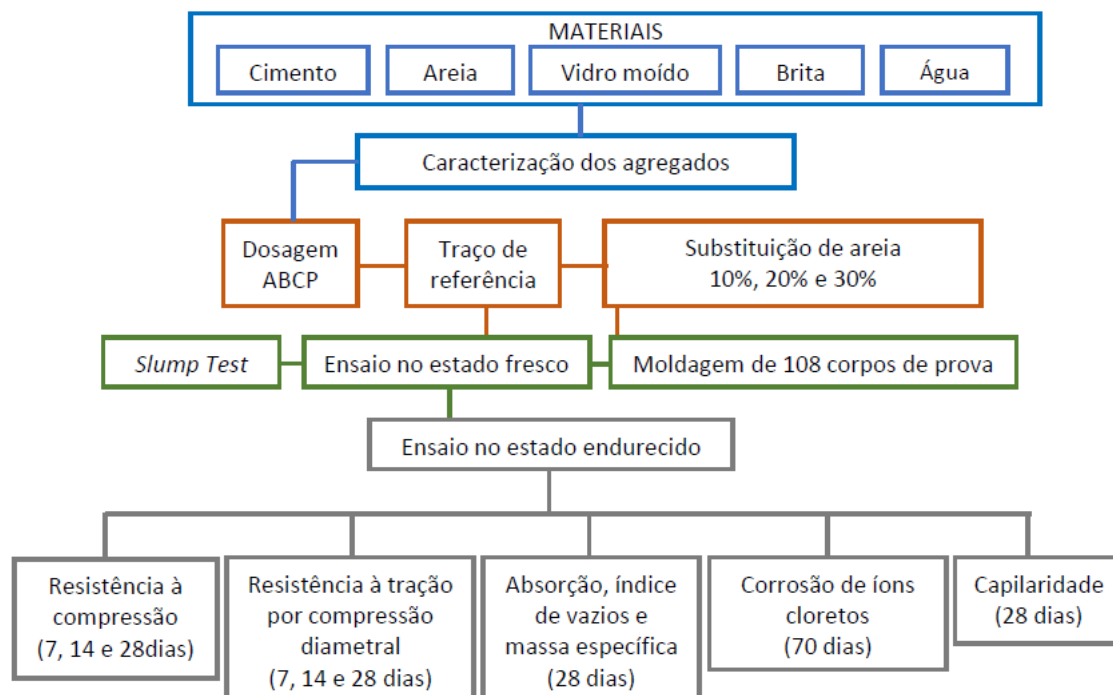 MATERIAIS
Cimento
Areia
Vidro moído
Brita
Água
Caracterização dos agregados
Dosagem
ABCP
Traço de
referência
Substituição de areia
10%, 20% e 30%
Slump Test
Ensaio no estado fresco
Moldagem de 108 corpos de prova
Ensaio no estado endurecido
Resistência à
compressão
(7, 14 e 28dias)
Resistência à tração
por compressão
diametral
(7, 14 e 28 dias)
Absorção, índice
de vazios e
massa específica
(28 dias)
Corrosão de íons
cloretos
(70 dias)
Capilaridade
(28 dias)